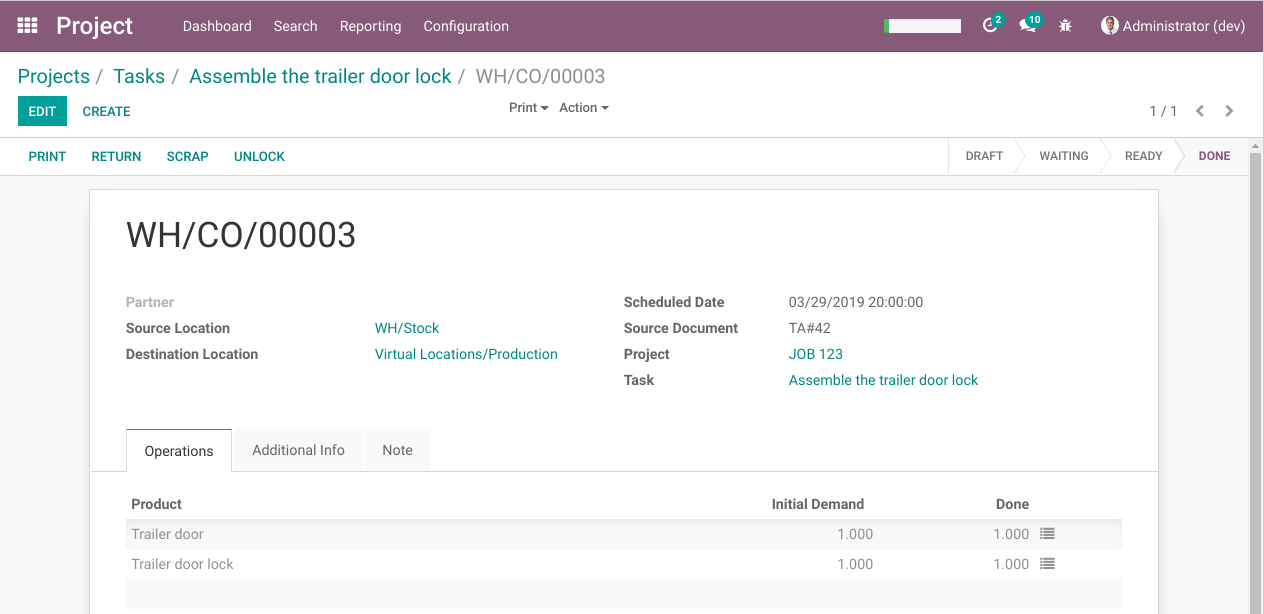 Project Dashboard Search Reporting Configuration 2 10 Administrator (dev)
Projects / Tasks / Assemble the trailer door lock / WH/CO/00003
EDIT CREATE Print Action 1 / 1
PRINT RETURN SCRAP UNLOCK DRAFT WAITING READY DONE
WH/CO/00003
Partner
Source Location WH/Stock
Destination Location Virtual Locations/Production
Scheduled Date 03/29/2019 20:00:00
Source Document TA#42
Project JOB 123
Task Assemble the trailer door lock
Operations Additional Info Note
Product Initial Demand Done
Trailer door 1.000 1.000
Trailer door lock 1.000 1.000